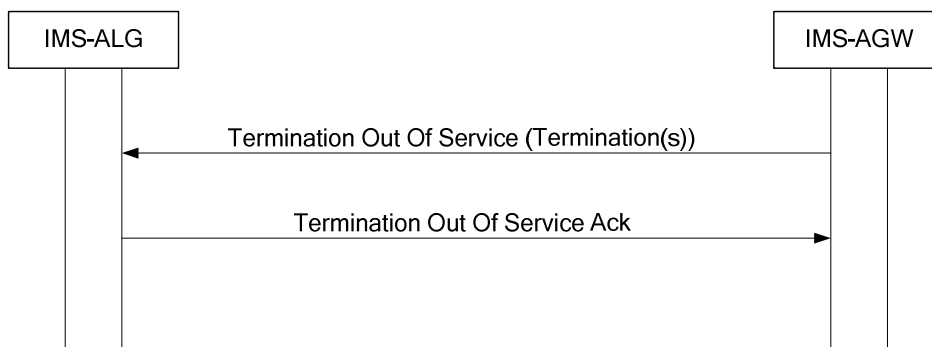 IMS-ALG
IMS-AGW
Termination Out Of Service (Termination(s))
Termination Out Of Service Ack